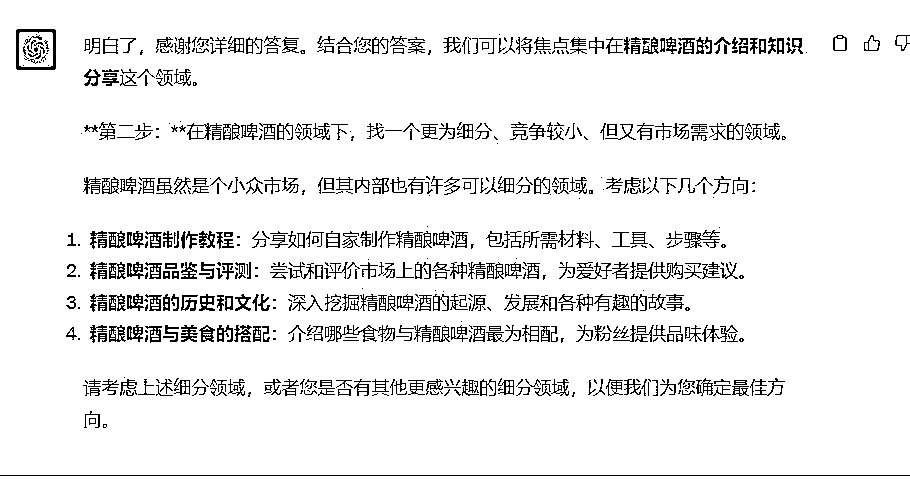 明白了，感谢您详细的答复。结合您的答案，我们可以将焦点集中在精酿啤酒的介绍和知识
分享这个领域。
**第二步：**在精酿啤酒的领域下，找一个更为细分、竞争较小、但又有市场需求的领域。
精酿啤酒虽然是个小众市场，但其内部也有许多可以细分的领域。考虑以下几个方向：
1. 精酿啤酒制作教程：分享如何自家制作精酿啤酒，包括所需材料、工具、步骤等。
2. 精酿啤酒品鉴与评测：尝试和评价市场上的各种精酿啤酒，为爱好者提供购买建议。
3. 精酿啤酒的历史和文化：深入挖掘精酿啤酒的起源、发展和各种有趣的故事。
4. 精酿啤酒与美食的搭配：介绍哪些食物与精酿啤酒最为相配，为粉丝提供品味体验。
请考虑上述细分领域，或者您是否有其他更感兴趣的细分领域，以便我们为您确定最佳方
向。